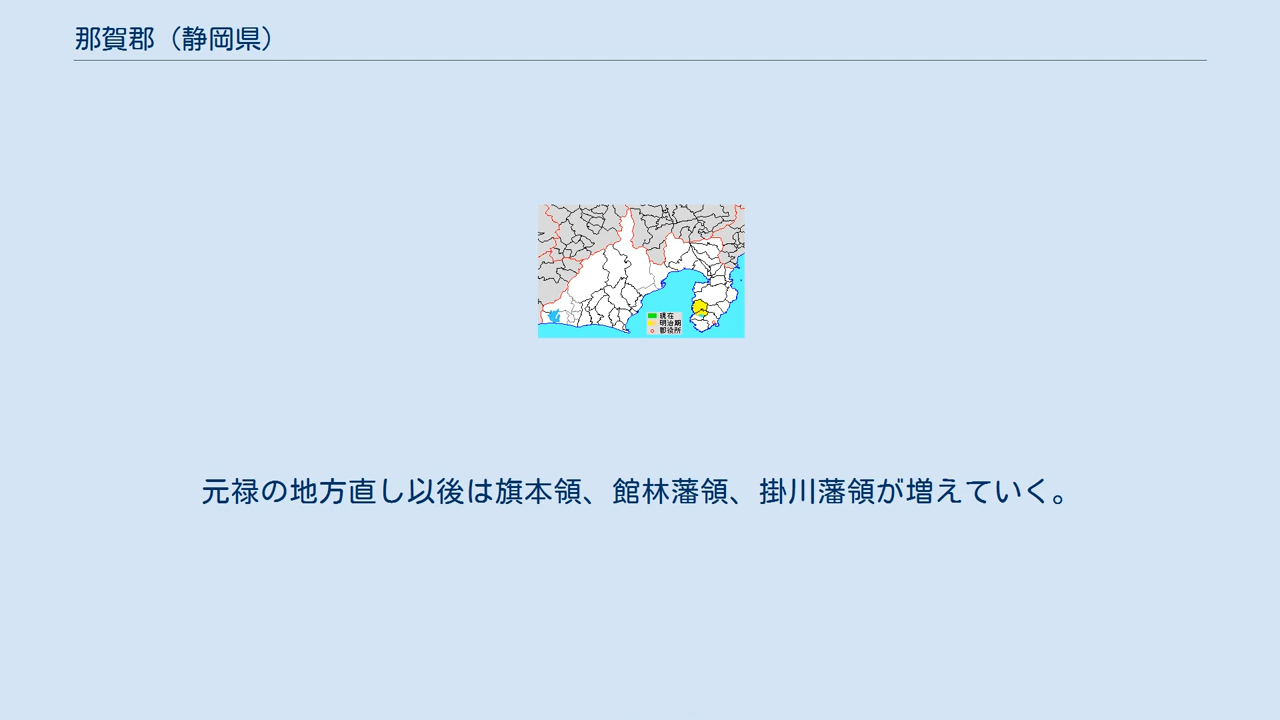 那賀郡（静岡県）
現在
明治期
郡役所
元禄の地方直し以後は旗本領、館林藩領、掛川藩領が増えていく。